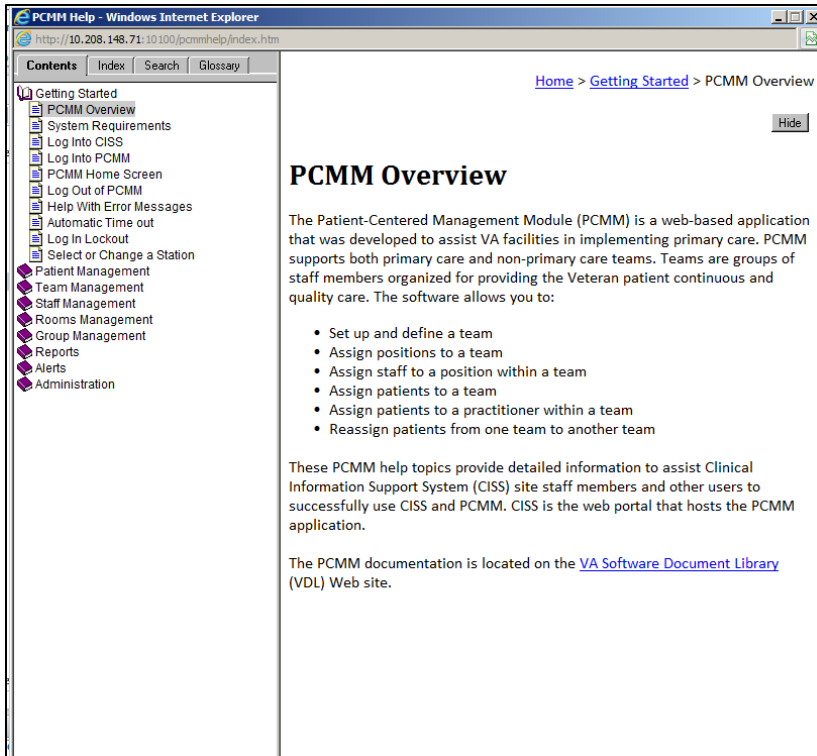 PCMM Help - Windows Internet Explorer
http://10.208.148.71:10100/pcmmhelp/index.htm
Contents Index Search Glossary
Getting Started
PCMM Overview
System Requirements
Log Into CISS
Log Into PCMM
PCMM Home Screen
Log Out of PCMM
Help With Error Messages
Automatic Time out
Log In Lockout
Select or Change a Station
Patient Management
Team Management
Staff Management
Rooms Management
Group Management
Reports
Alerts
Administration
Home > Getting Started > PCMM Overview
Hide
PCMM Overview
The Patient-Centered Management Module (PCMM) is a web-based application
that was developed to assist VA facilities in implementing primary care. PCMM
supports both primary care and non-primary care teams. Teams are groups of
staff members organized for providing the Veteran patient continuous and
quality care. The software allows you to:
• Set up and define a team
• Assign positions to a team
• Assign staff to a position within a team
• Assign patients to a team
• Assign patients to a practitioner within a team
• Reassign patients from one team to another team
These PCMM help topics provide detailed information to assist Clinical
Information Support System (CISS) site staff members and other users to
successfully use CISS and PCMM. CISS is the web portal that hosts the PCMM
application.
The PCMM documentation is located on the VA Software Document Library
(VDL) Web site.